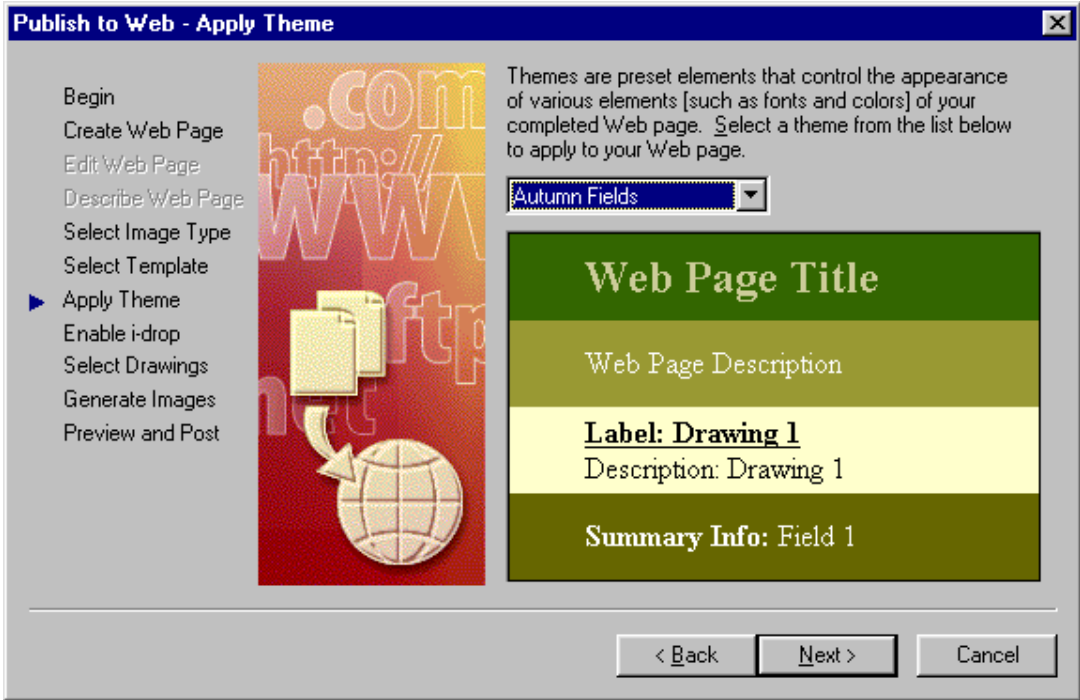 Publish to Web - Apply Theme
Begin
Create Web Page
Edit Web Page
Describe Web Page
Select Image Type
Select Template
Apply Theme
Enable i-drop
Select Drawings
Generate Images
Preview and Post
.com
http://
WWW
ftp
net
Themes are preset elements that control the appearance
of various elements [such as fonts and colors] of your
completed Web page. Select a theme from the list below
to apply to your Web page.
Autumn Fields
Web Page Title
Web Page Description
Label: Drawing 1
Description: Drawing 1
Summary Info: Field 1
< Back
Next >
Cancel